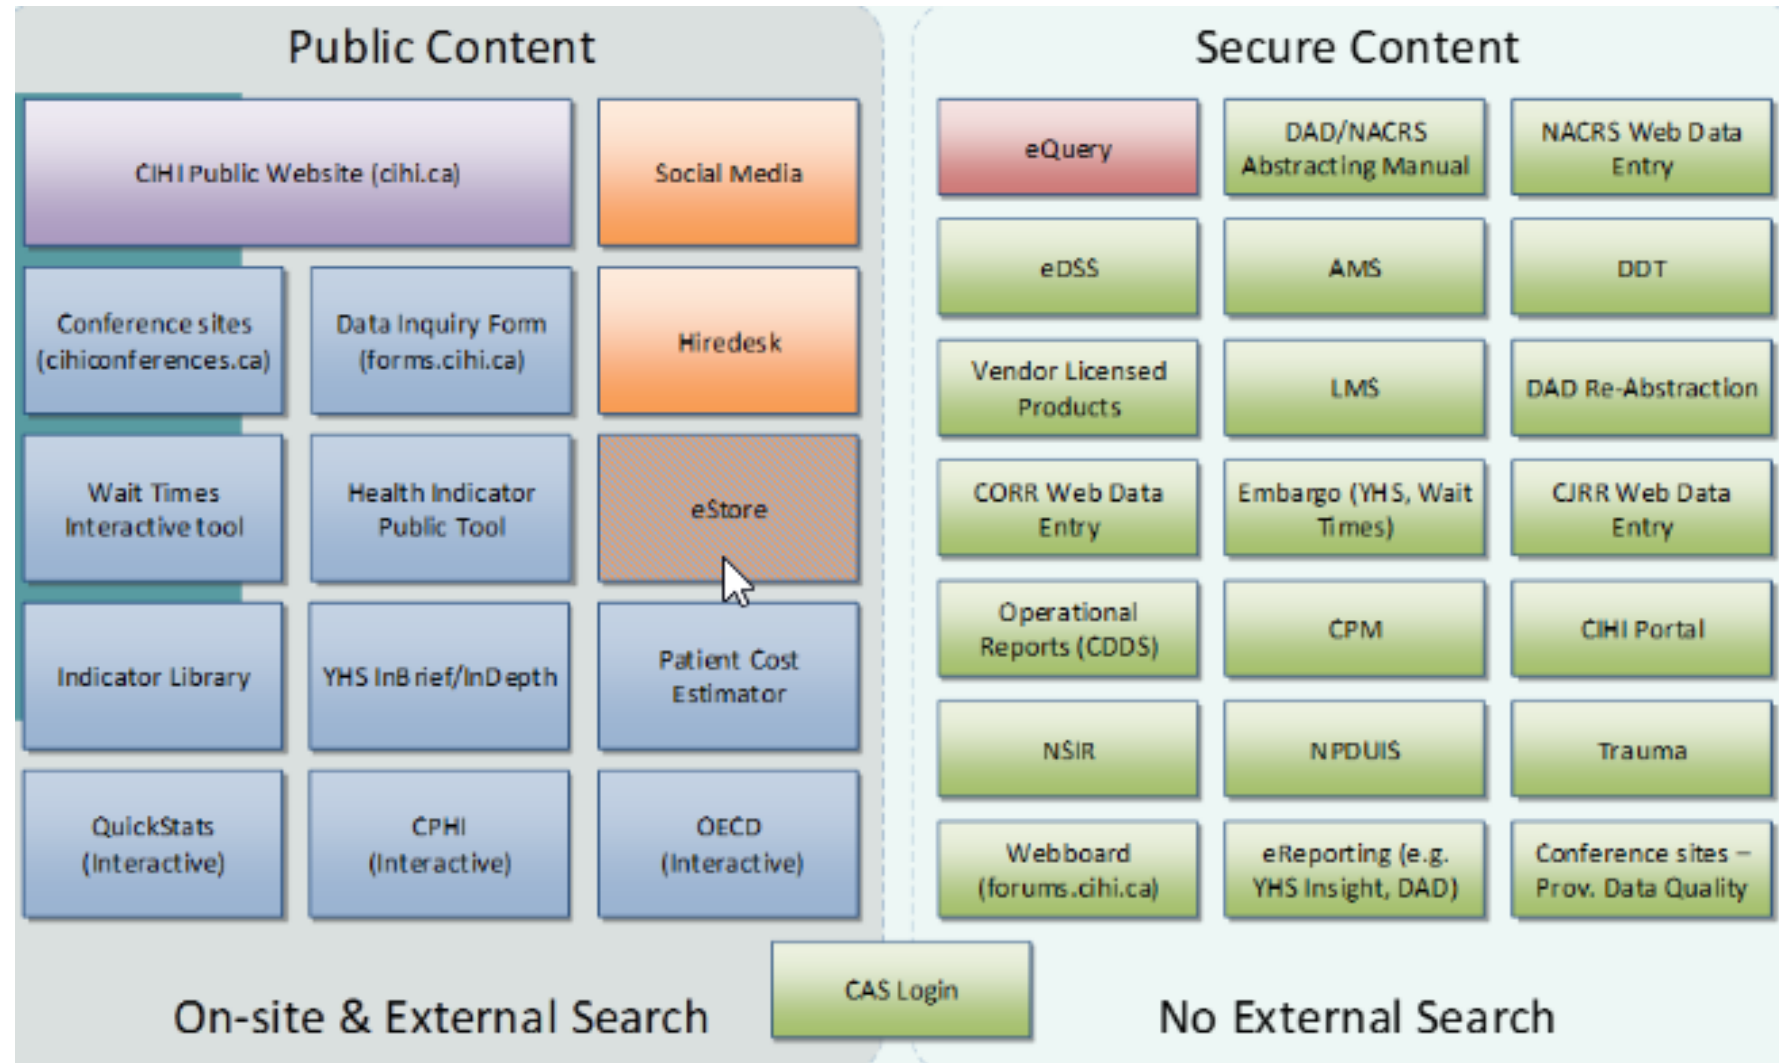 Public Content
CIHI Public Website (cihi.ca)
Social Media
Conference sites
(cihiconferences.ca)
Data Inquiry Form
(forms.cihi.ca)
Hiredesk
Wait Times
Interactive tool
Health Indicator
Public Tool
eStore
Indicator Library
YHS InBrief/InDepth
Patient Cost
Estimator
QuickStats
(Interactive)
CPHI
(Interactive)
OECD
(Interactive)
On-site & External Search
CAS Login
Secure Content
eQuery
DAD/NACRS
Abstracting Manual
NACRS Web Data
Entry
eDSS
AMS
DDT
Vendor Licensed
Products
LMS
DAD Re-Abstraction
CORR Web Data
Entry
Embargo (YHS, Wait
Times)
CJRR Web Data
Entry
Operational
Reports (CDDS)
CPM
CIHI Portal
NSIR
NPDUIS
Trauma
Webboard
(forums.cihi.ca)
eReporting (e.g.
YHS Insight, DAD)
Conference sites –
Prov. Data Quality
No External Search